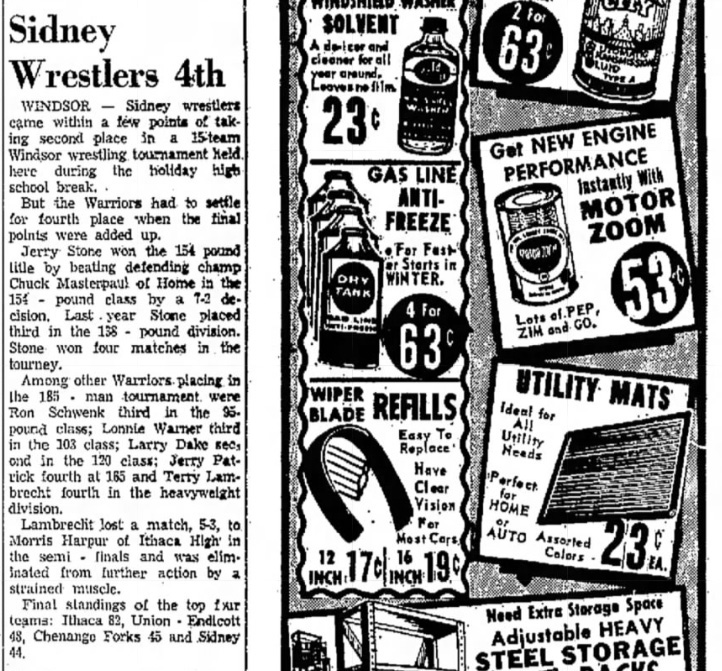 Sidney
Wrestlers 4th
WINDSOR — Sidney wrestlers
came within a few points of tak-
ing second place in a 15-team
Windsor wrestling tournament held
here during the holiday high
school break.
But the Warriors had to settle
for fourth place when the final
points were added up.
Jerry Stone won the 154 pound
title by beating defending champ
Chuck Masterpaul of Home in the
154 - pound class by a 7-2 de-
cision. Last year Stone placed
third in the 138 - pound division.
Stone won four matches in the
tourney.
Among other Warriors placing in
the 185 - man tournament were
Ron Schwenk third in the 95-
pound class; Lonnie Warner third
in the 103 class; Larry Dake sec,
ond in the 120 class; Jerry Pat-
rick fourth at 165 and Terry Lam-
brecht fourth in the heavyweight
division.
Lambrecht lost a match, 5-3, to
Morris Harpur of Ithaca High in
the semi - finals and was elim-
inated from further action by a
strained muscle.
Final standings of the top four
teams: Ithaca 82, Union - Endicott
48, Chenango Forks 45 and Sidney
44.
WINDSHIELD WASHER
SOLVENT
A de-icer and
cleaner for all
year around.
Leaves no film.
23¢
2 For
63¢
FLUID
TYPE A
GAS LINE
ANTI-
FREEZE
For Fast-
er Starts in
WINTER.
DRY
TANK
GAS LINE
ANTI-FREEZE
4 For
63¢
Get NEW ENGINE
PERFORMANCE
Instantly With
MOTOR
ZOOM
53¢
Lots of PEP,
ZIM and GO.
WIPER
BLADE REFILLS
Easy To
Replace
Have
Clear
Vision
For
Most Cars
12 INCH 17¢
16 INCH 19¢
UTILITY MATS
Ideal for
All
Utility
Needs
Perfect
for
HOME
or
AUTO
Assorted
Colors
23¢
EA.
Need Extra Storage Space
Adjustable HEAVY
STEEL STORAGE